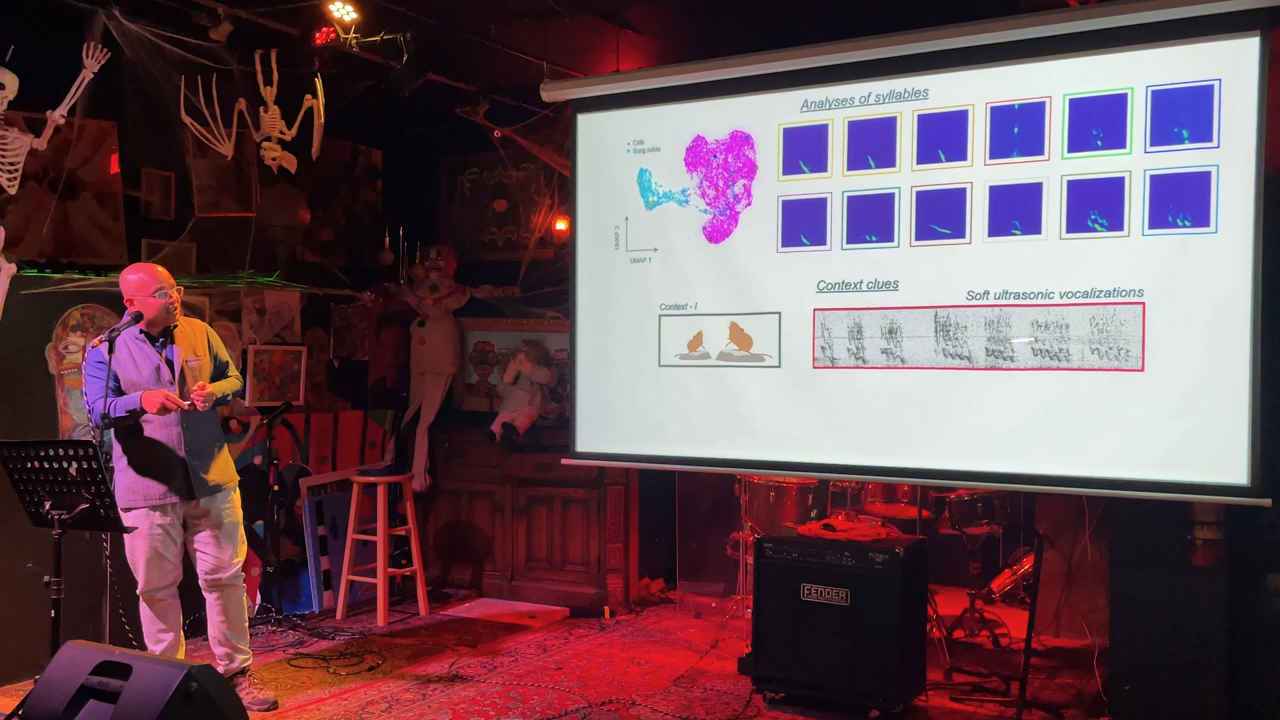 Analyses of syllables
Calls
Song notes
UMAP 2
UMAP 1
Context clues
Context - I
Soft ultrasonic vocalizations
FENDER